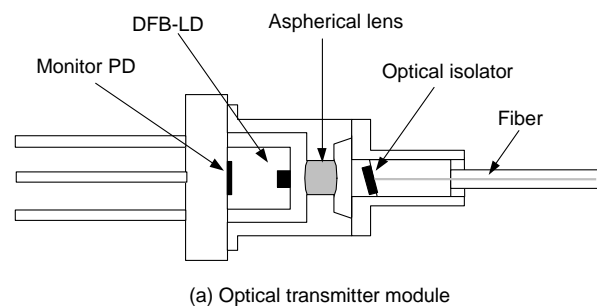 DFB-LD
Aspherical lens
Monitor PD
Optical isolator
Fiber
(a) Optical transmitter module